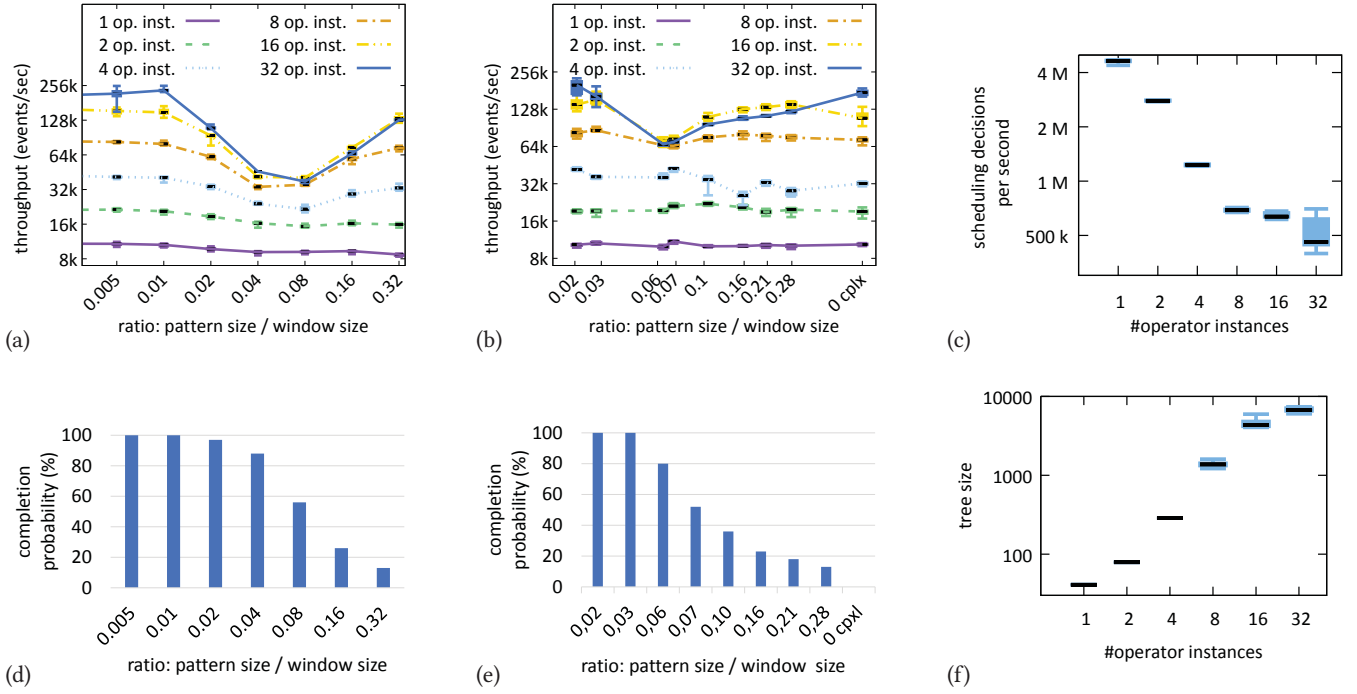 1 op. inst.
2 op. inst.
4 op. inst.
8 op. inst.
16 op. inst.
32 op. inst.
throughput (events/sec)
256k
128k
64k
32k
16k
8k
0.005
0.01
0.02
0.04
0.08
0.16
0.32
ratio: pattern size / window size
(a)
1 op. inst.
2 op. inst.
4 op. inst.
8 op. inst.
16 op. inst.
32 op. inst.
throughput (events/sec)
256k
128k
64k
32k
16k
8k
0.02
0.03
0.06
0.07
0.1
0.16
0.21
0.28
0 cplx
ratio: pattern size / window size
(b)
scheduling decisions
per second
4 M
2 M
1 M
500 k
1 2 4 8 16 32
#operator instances
(c)
completion
probability (%)
100
80
60
40
20
0
0.005
0.01
0.02
0.04
0.08
0.16
0.32
ratio: pattern size / window size
(d)
completion
probability (%)
100
80
60
40
20
0
0,02
0,03
0,06
0,07
0,10
0,16
0,21
0,28
0 cpxl
ratio: pattern size / window size
(e)
tree size
10000
1000
100
1 2 4 8 16 32
#operator instances
(f)